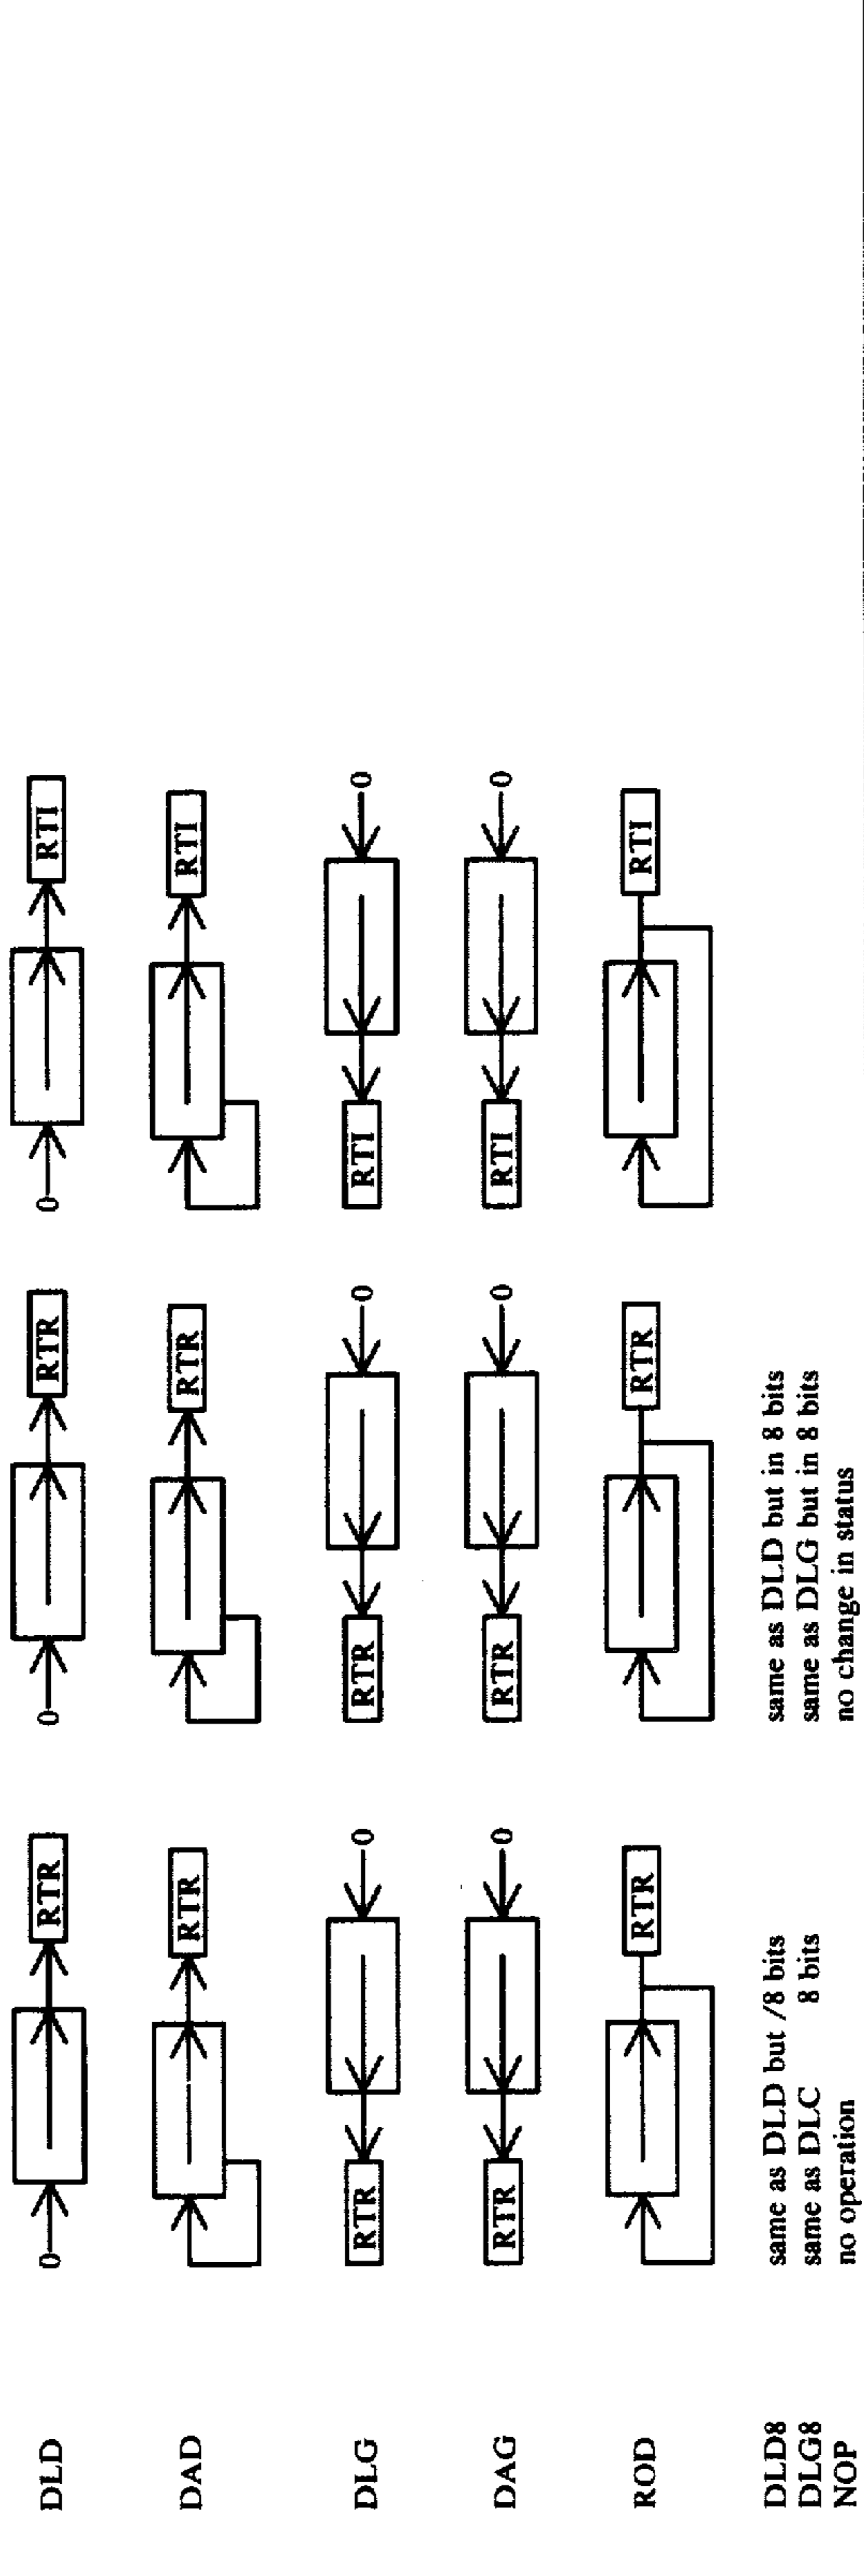 DLD 0 RTR 0 RTR 0 RTI
DAD RTR RTR RTI
DLG RTR 0 RTR 0 RTI 0
DAG RTR 0 RTR 0 RTI 0
ROD RTR RTR RTI
DLD8 same as DLD but /8 bits same as DLD but in 8 bits
DLG8 same as DLC 8 bits same as DLG but in 8 bits
NOP no operation no change in status